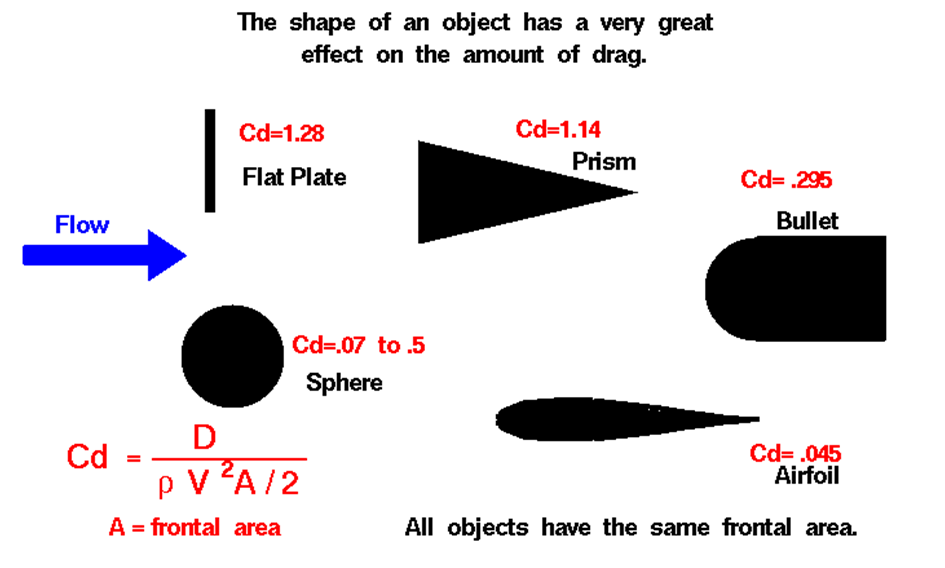 The shape of an object has a very great
effect on the amount of drag.
Cd=1.28
Flat Plate
Cd=1.14
Prism
Cd= .295
Bullet
Flow
Cd=.07 to .5
Sphere
Cd = D
ρ V ²A / 2
A = frontal area
Cd= .045
Airfoil
All objects have the same frontal area.